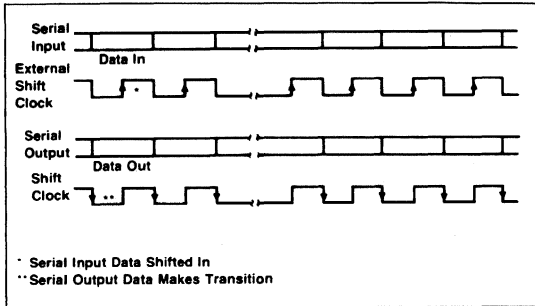 Serial
Input
Data In
External
Shift
Clock
*
Serial
Output
Data Out
Shift
Clock
**
* Serial Input Data Shifted In
** Serial Output Data Makes Transition